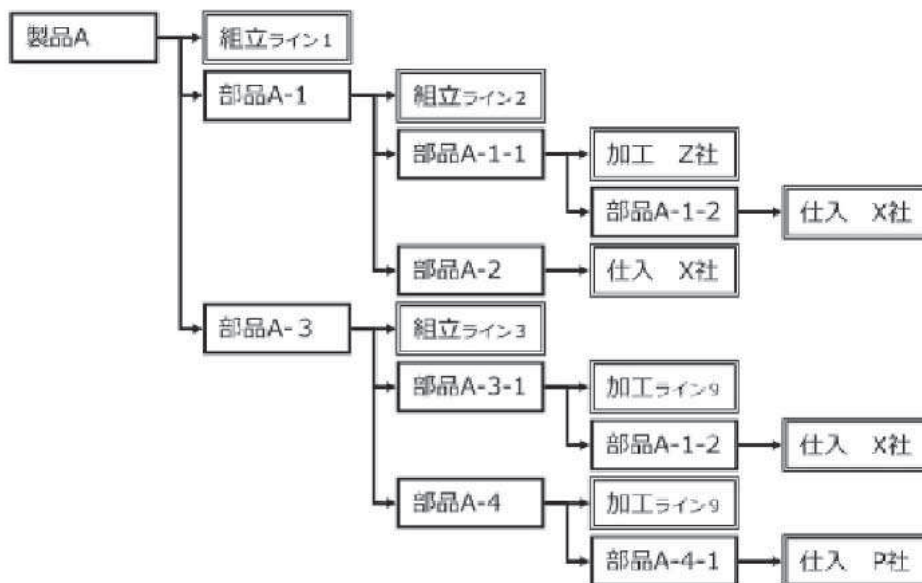 製品A
組立ライン1
部品A-1
組立ライン2
部品A-1-1
加工 Z社
部品A-1-2
仕入 X社
部品A-2
仕入 X社
部品A-3
組立ライン3
部品A-3-1
加工ライン9
部品A-1-2
仕入 X社
部品A-4
加工ライン9
部品A-4-1
仕入 P社